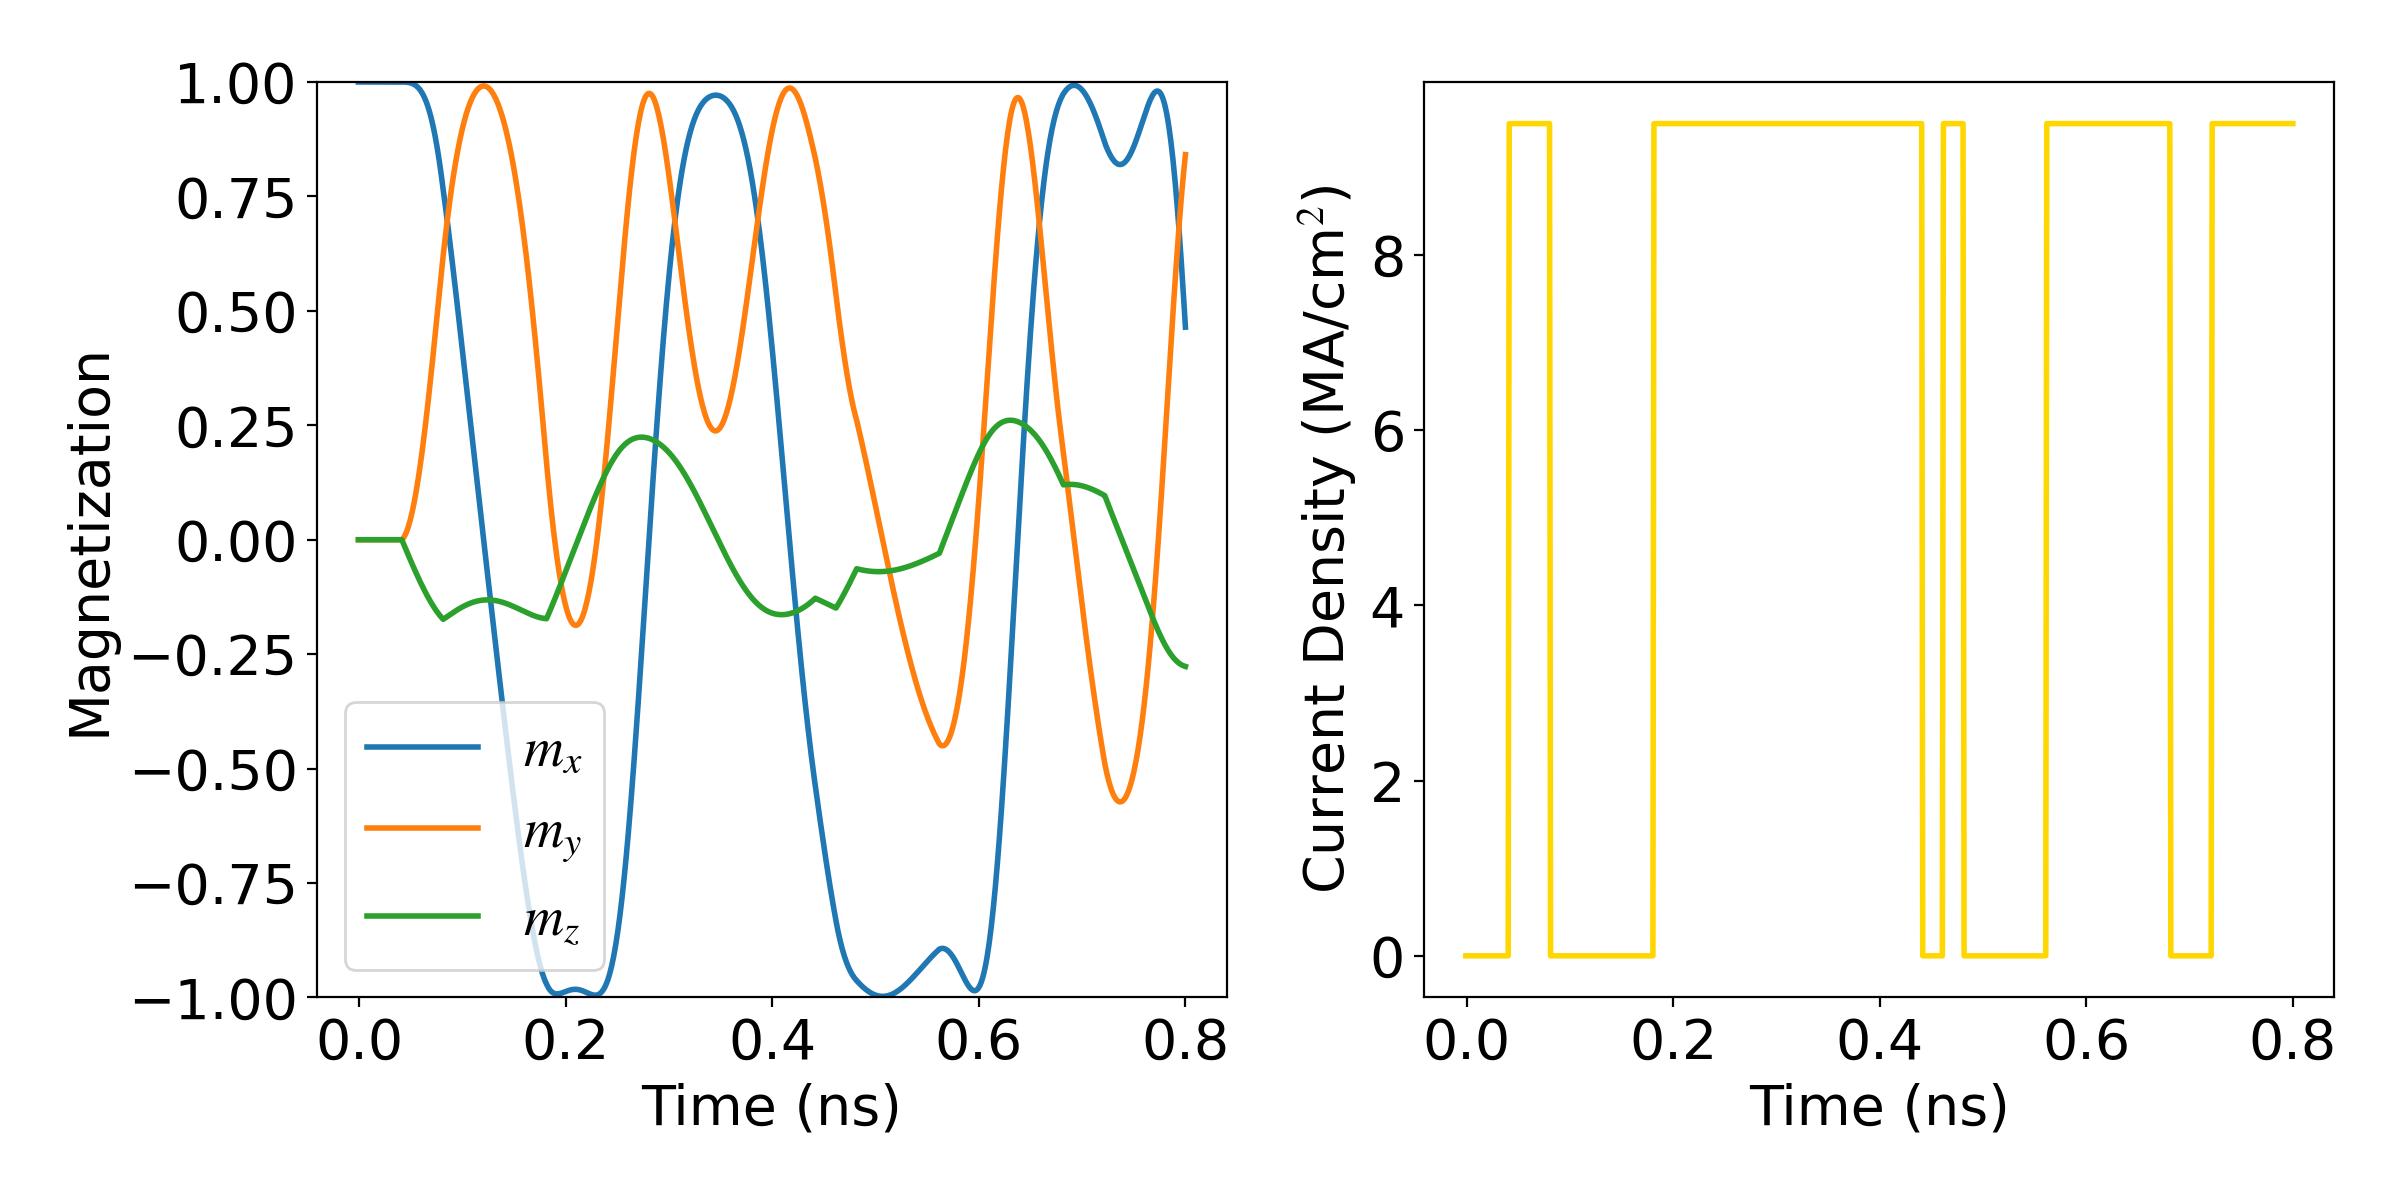 Magnetization
1.00
0.75
0.50
0.25
0.00
−0.25
−0.50
−0.75
−1.00
m_x
m_y
m_z
0.0 0.2 0.4 0.6 0.8
Time (ns)
Current Density (MA/cm²)
8
6
4
2
0
0.0 0.2 0.4 0.6 0.8
Time (ns)